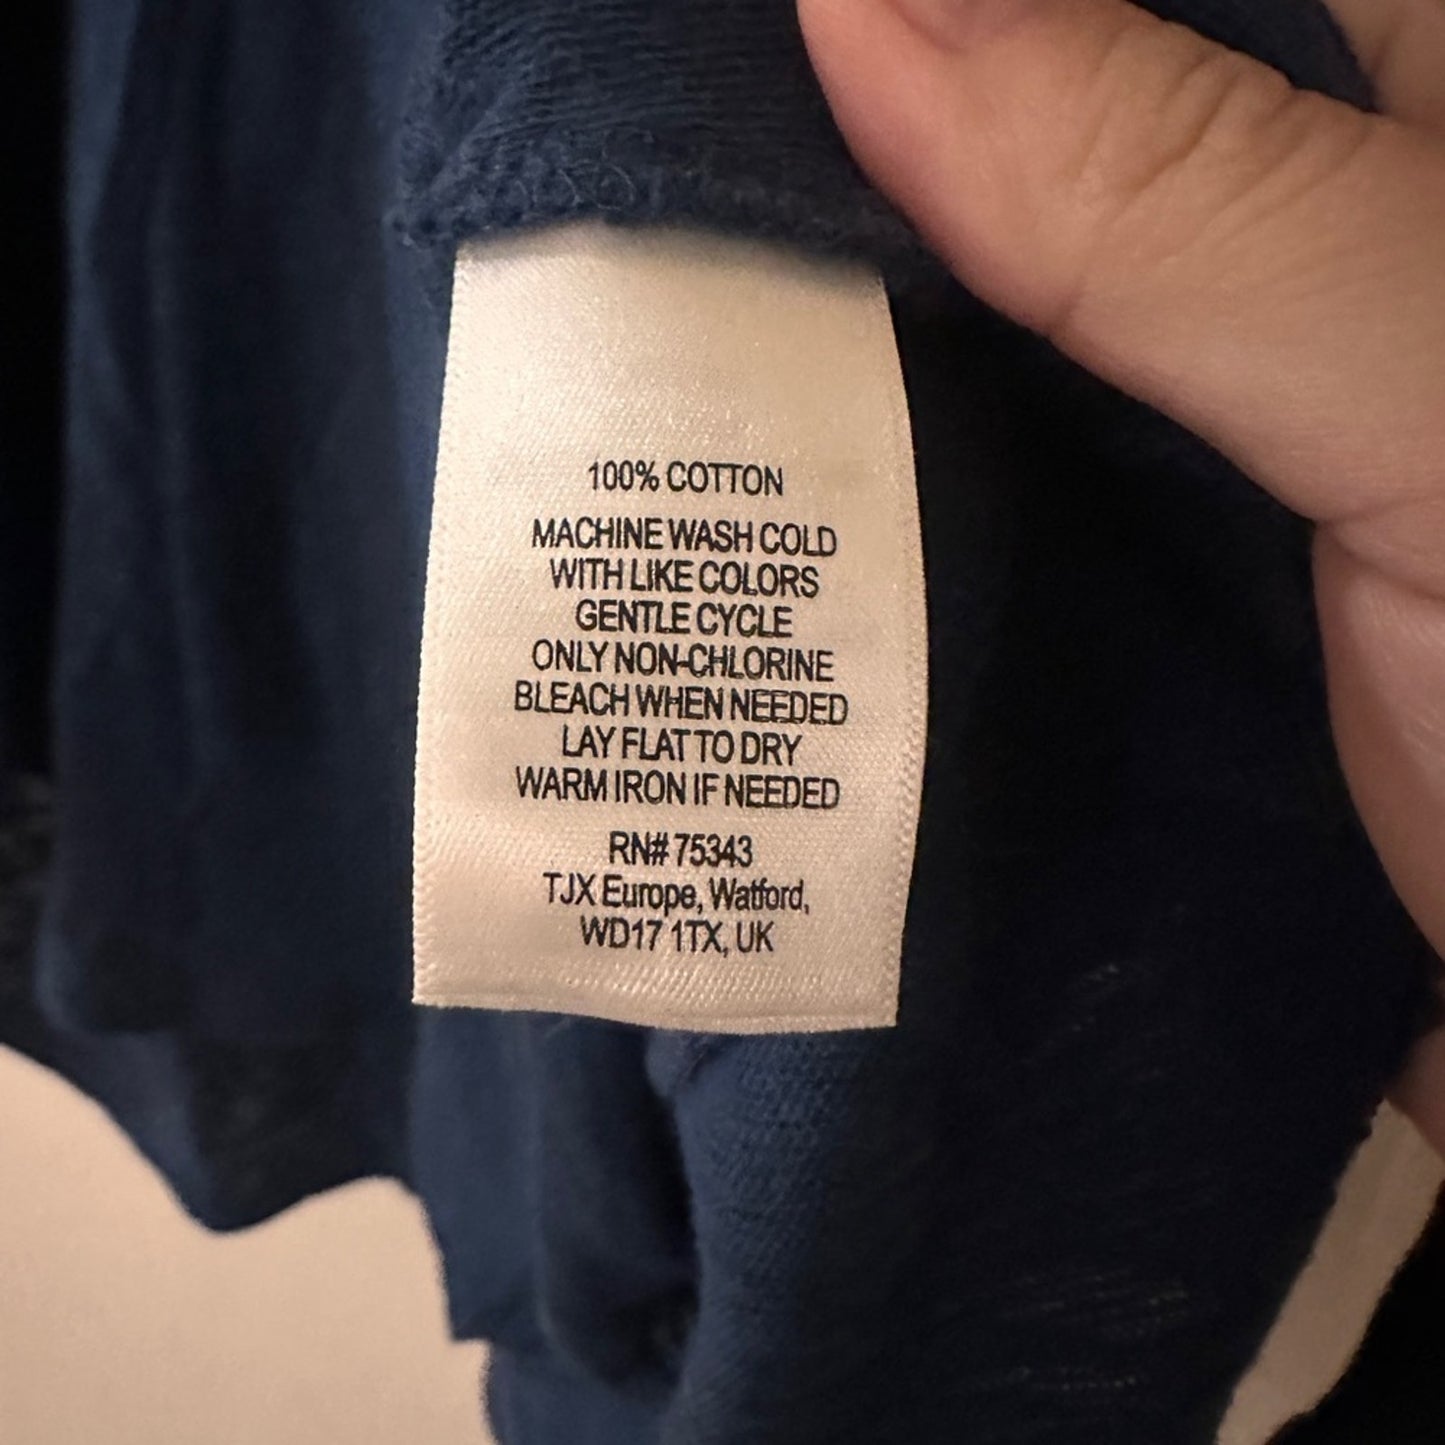 100% COTTON
MACHINE WASH COLD
WITH LIKE COLORS
GENTLE CYCLE
ONLY NON-CHLORINE
BLEACH WHEN NEEDED
LAY FLAT TO DRY
WARM IRON IF NEEDED
RN# 75343
TJX Europe, Watford,
WD17 1TX, UK